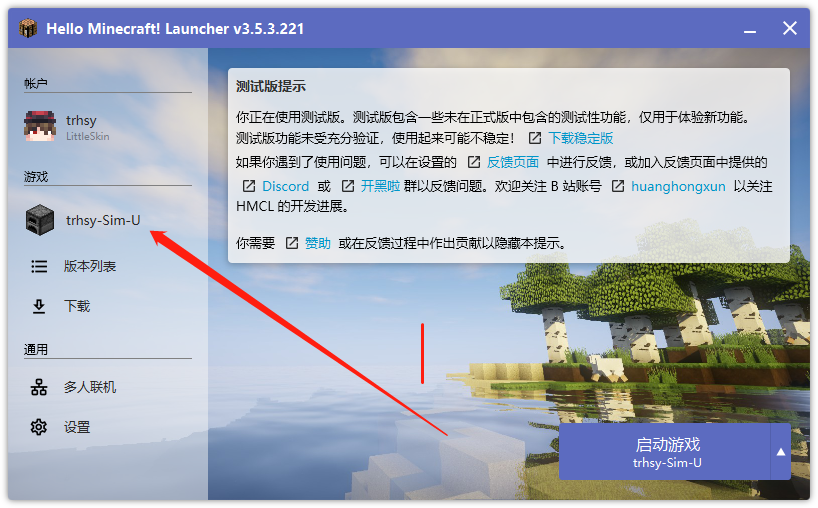 Hello Minecraft! Launcher v3.5.3.221
帐户
trhsy
LittleSkin
游戏
trhsy-Sim-U
版本列表
下载
通用
多人联机
设置
测试版提示
你正在使用测试版。测试版包含一些未在正式版中包含的测试性功能，仅用于体验新功能。
测试版功能未受充分验证，使用起来可能不稳定！ 下载稳定版
如果你遇到了使用问题，可以在设置的 反馈页面 中进行反馈，或加入反馈页面中提供的
Discord 或 开黑啦 群以反馈问题。欢迎关注 B 站账号 huanghongxun 以关注
HMCL 的开发进展。
你需要 赞助 或在反馈过程中作出贡献以隐藏本提示。
启动游戏
trhsy-Sim-U